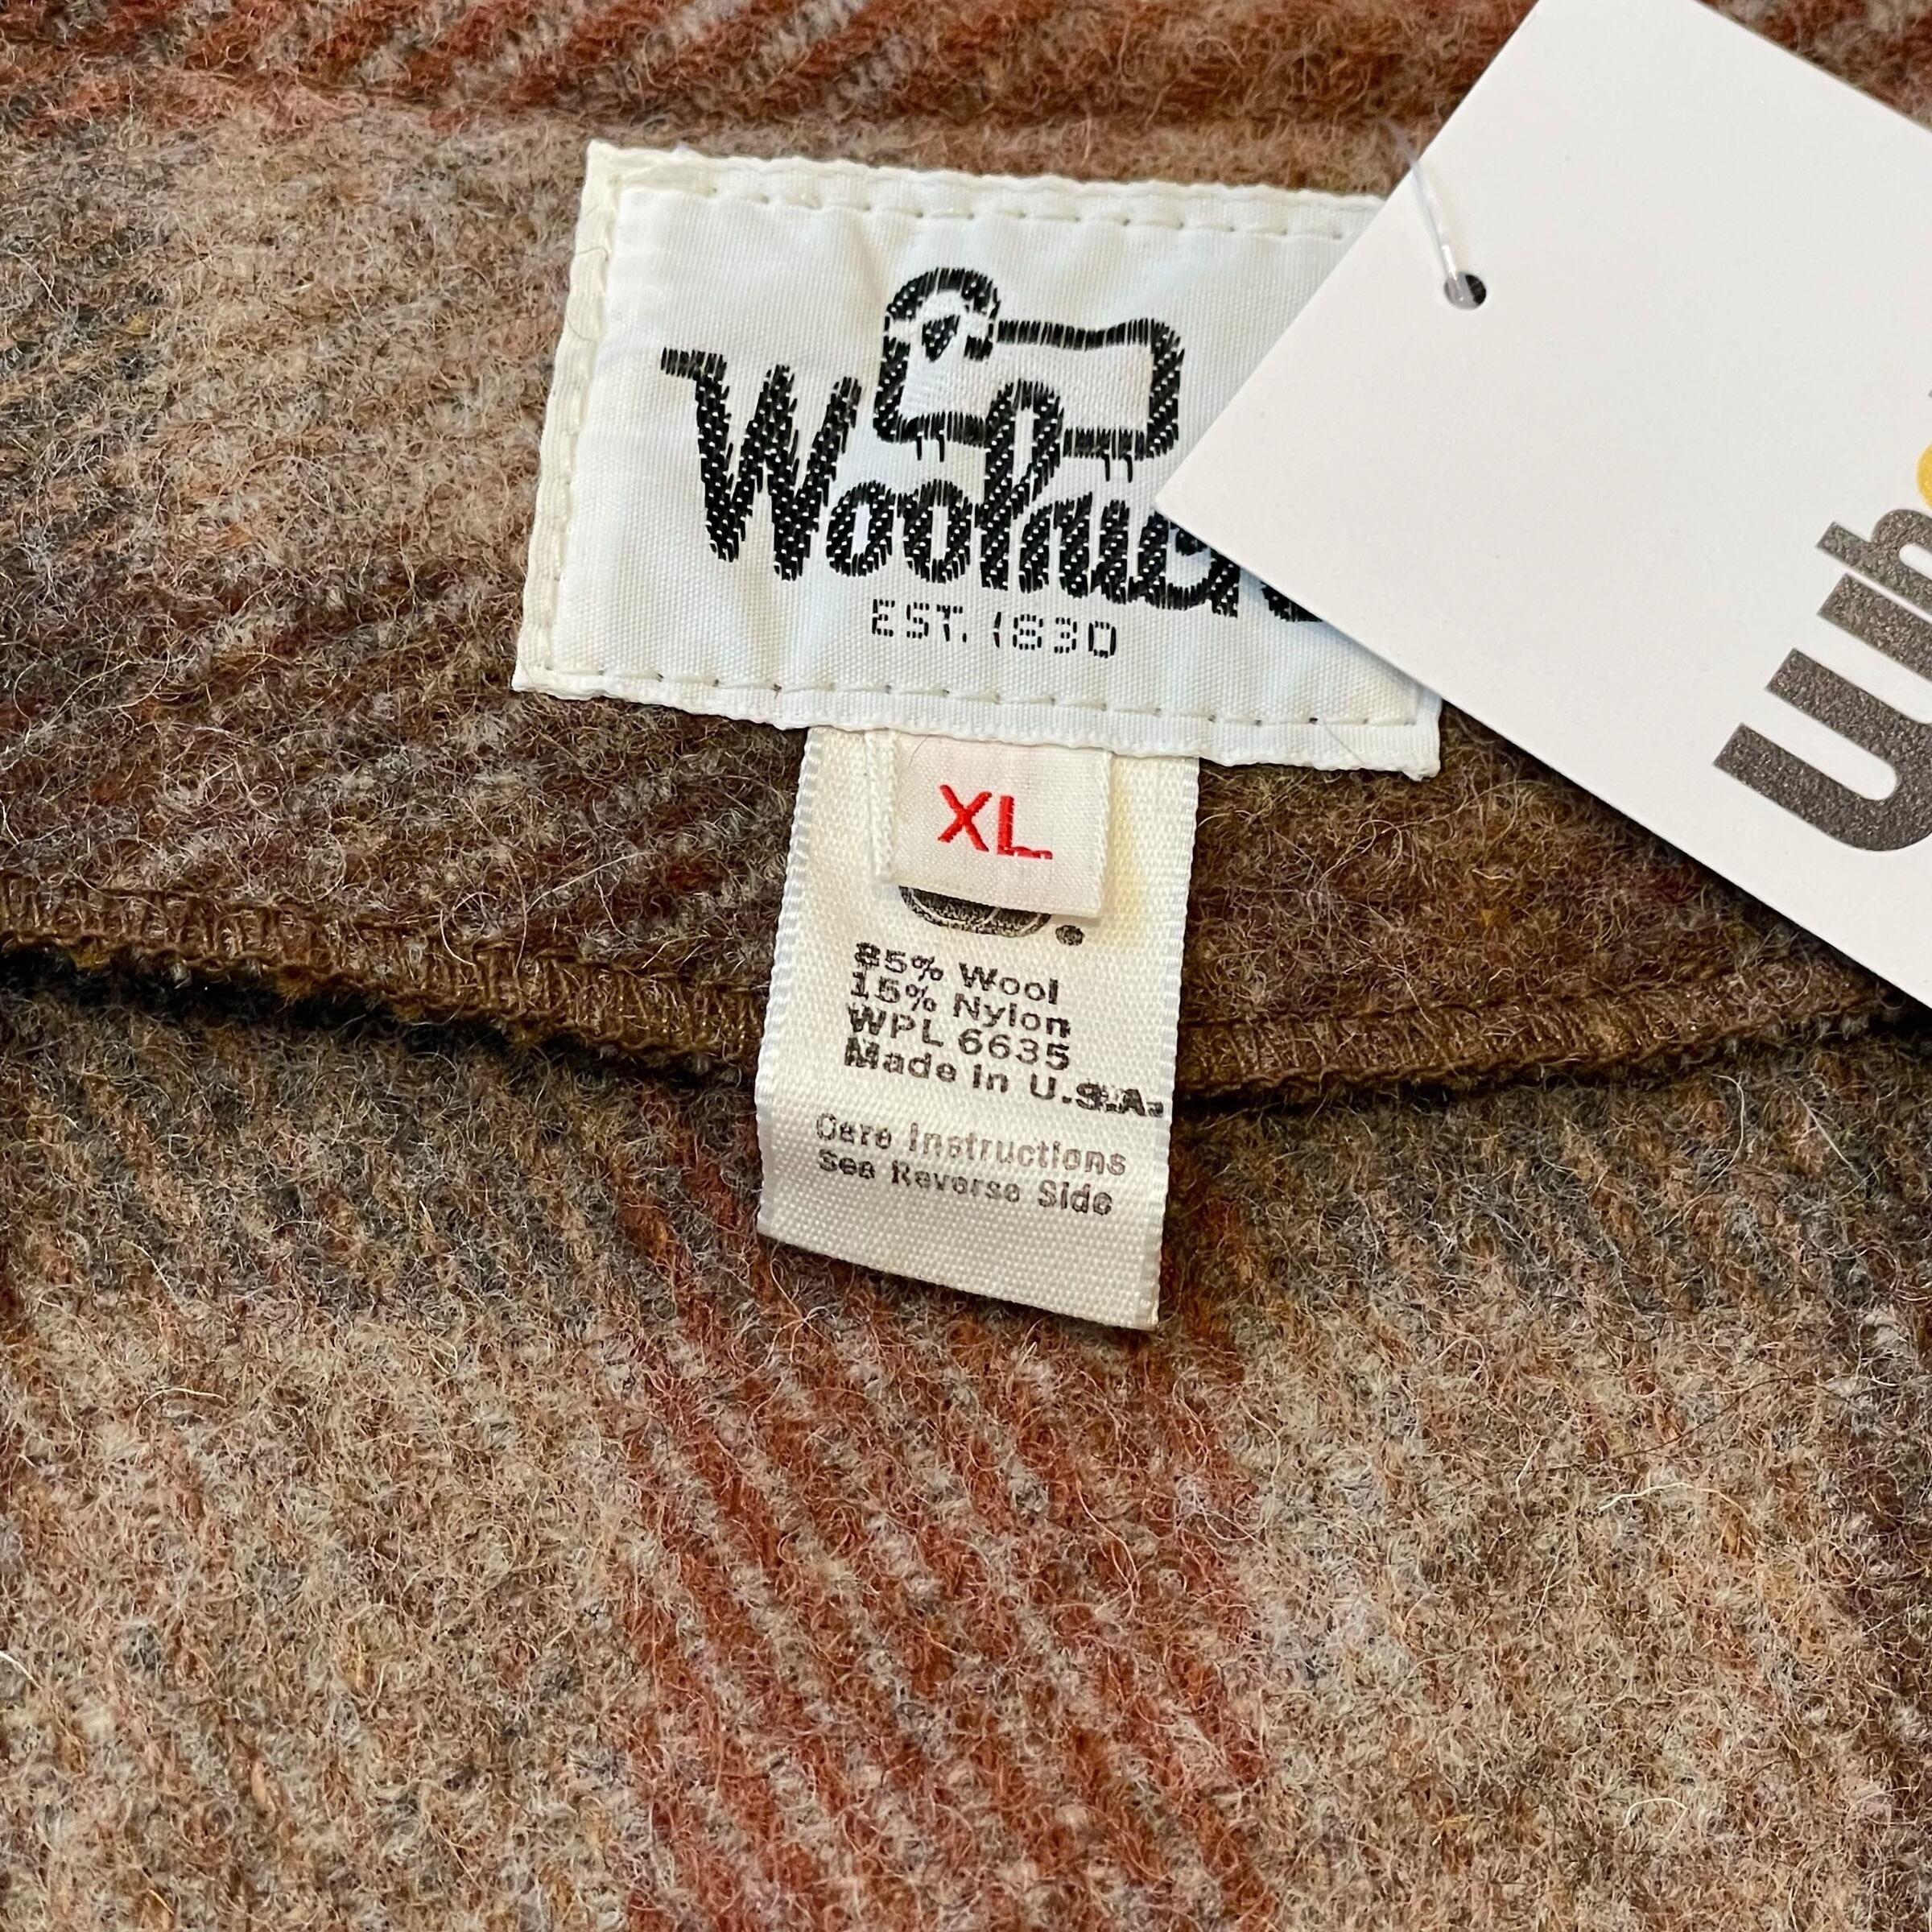 Woolrich
EST. 1830
XL
85% Wool
15% Nylon
WPL 6635
Made in U.S.A.
Care Instructions
See Reverse Side